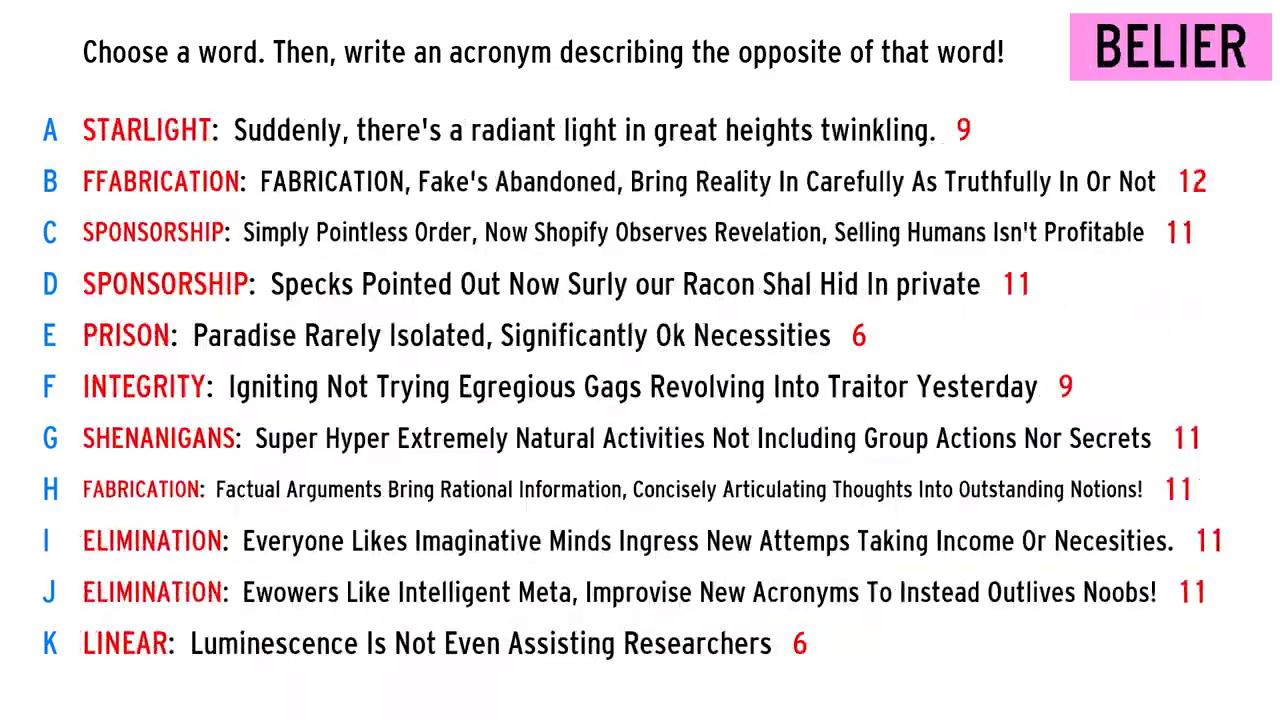 Choose a word. Then, write an acronym describing the opposite of that word!
BELIER
A STARLIGHT: Suddenly, there's a radiant light in great heights twinkling. 9
B FFABRICATION: FABRICATION, Fake's Abandoned, Bring Reality In Carefully As Truthfully In Or Not 12
C SPONSORSHIP: Simply Pointless Order, Now Shopify Observes Revelation, Selling Humans Isn't Profitable 11
D SPONSORSHIP: Specks Pointed Out Now Surly our Racon Shal Hid In private 11
E PRISON: Paradise Rarely Isolated, Significantly Ok Necessities 6
F INTEGRITY: Igniting Not Trying Egregious Gags Revolving Into Traitor Yesterday 9
G SHENANIGANS: Super Hyper Extremely Natural Activities Not Including Group Actions Nor Secrets 11
H FABRICATION: Factual Arguments Bring Rational Information, Concisely Articulating Thoughts Into Outstanding Notions! 11
I ELIMINATION: Everyone Likes Imaginative Minds Ingress New Attemps Taking Income Or Necesities. 11
J ELIMINATION: Ewowers Like Intelligent Meta, Improvise New Acronyms To Instead Outlives Noobs! 11
K LINEAR: Luminescence Is Not Even Assisting Researchers 6